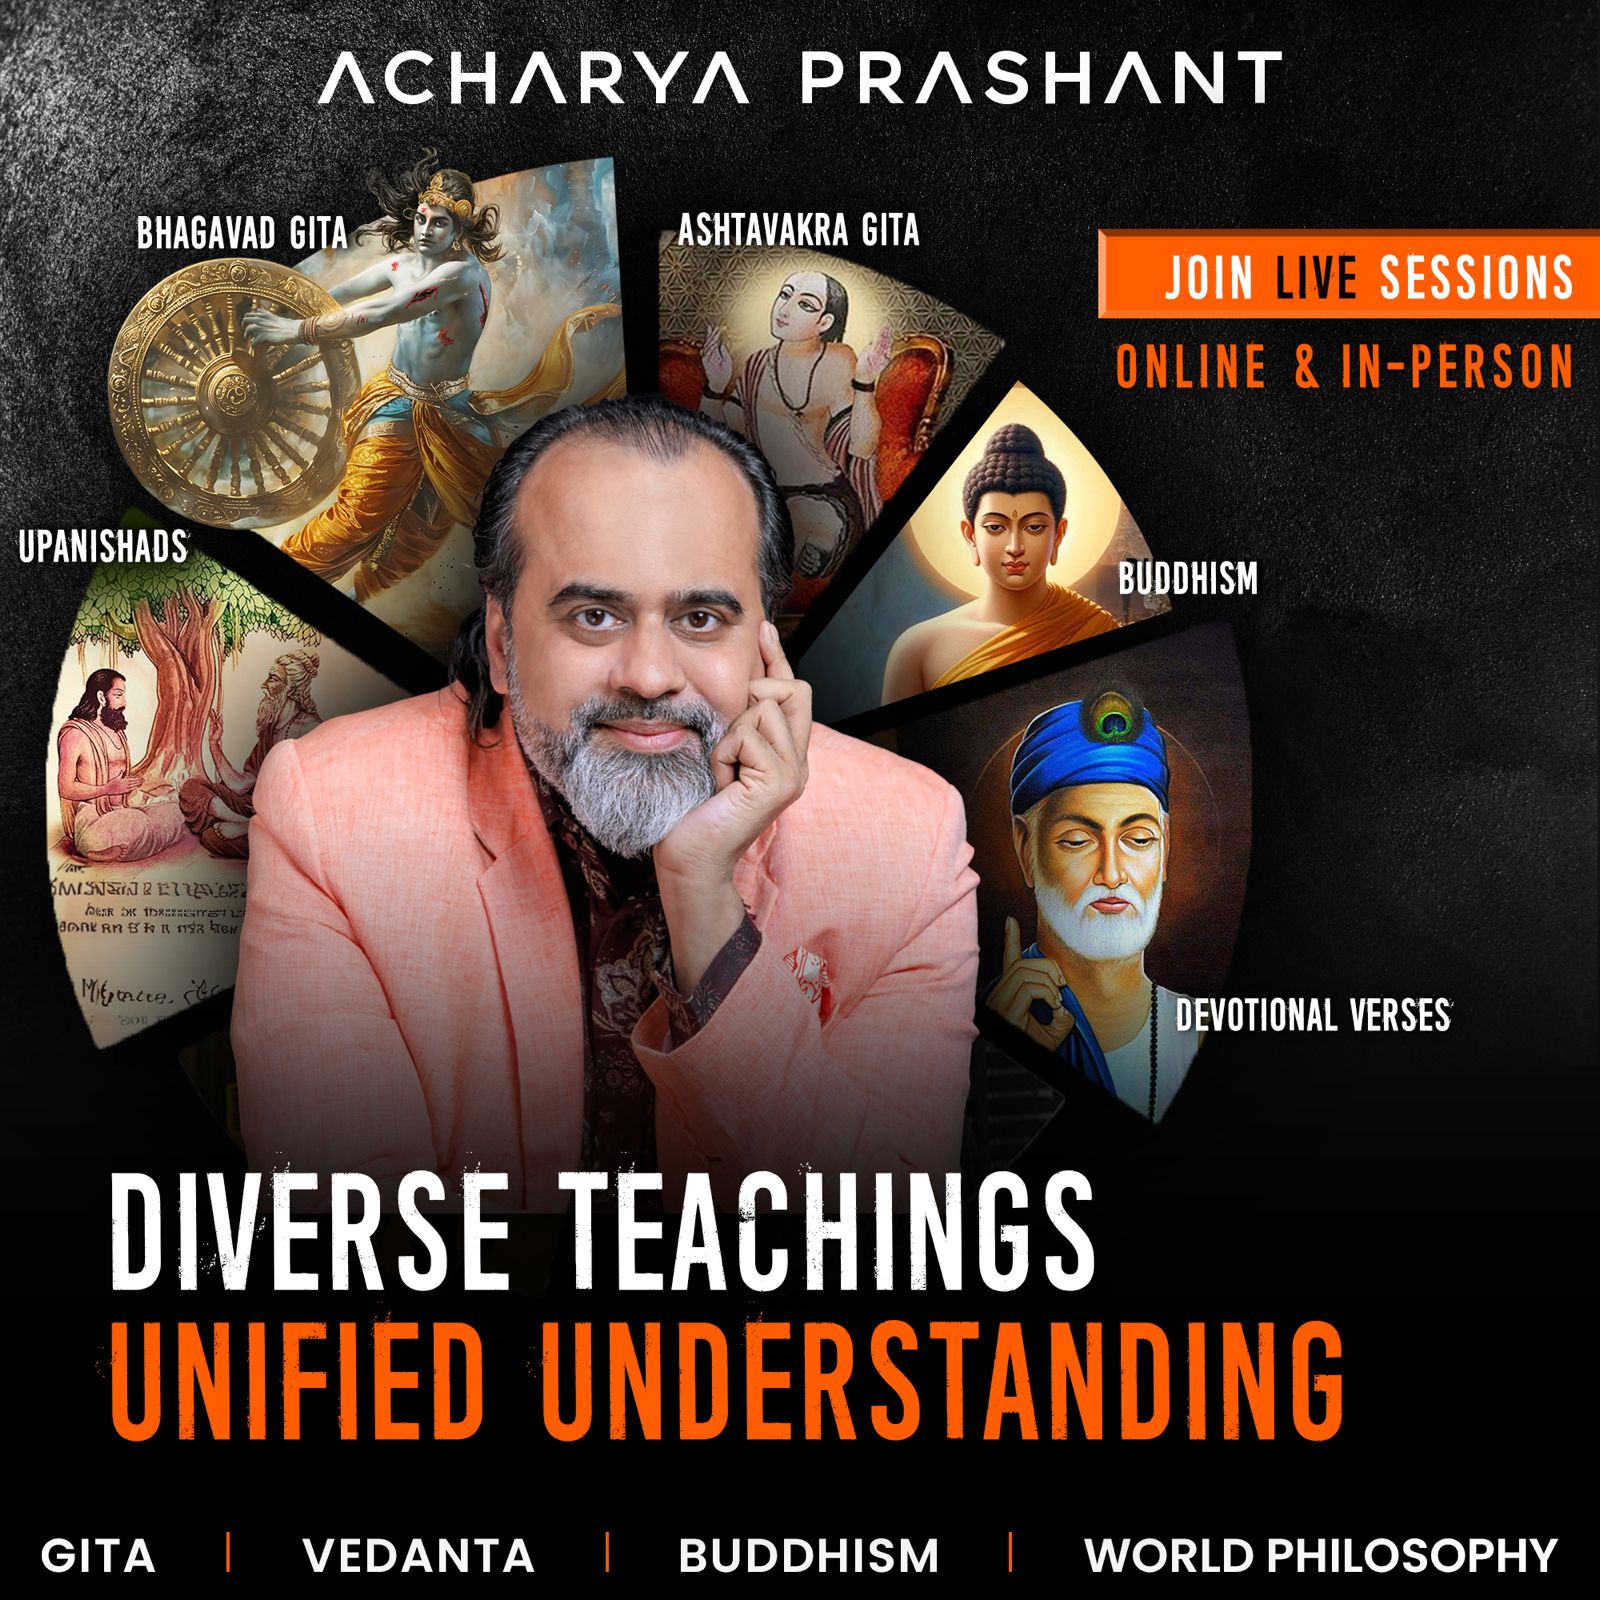 ACHARYA PRASHANT
BHAGAVAD GITA
ASHTAVAKRA GITA
JOIN LIVE SESSIONS
ONLINE & IN-PERSON
UPANISHADS
BUDDHISM
DEVOTIONAL VERSES
DIVERSE TEACHINGS
UNIFIED UNDERSTANDING
GITA | VEDANTA | BUDDHISM | WORLD PHILOSOPHY